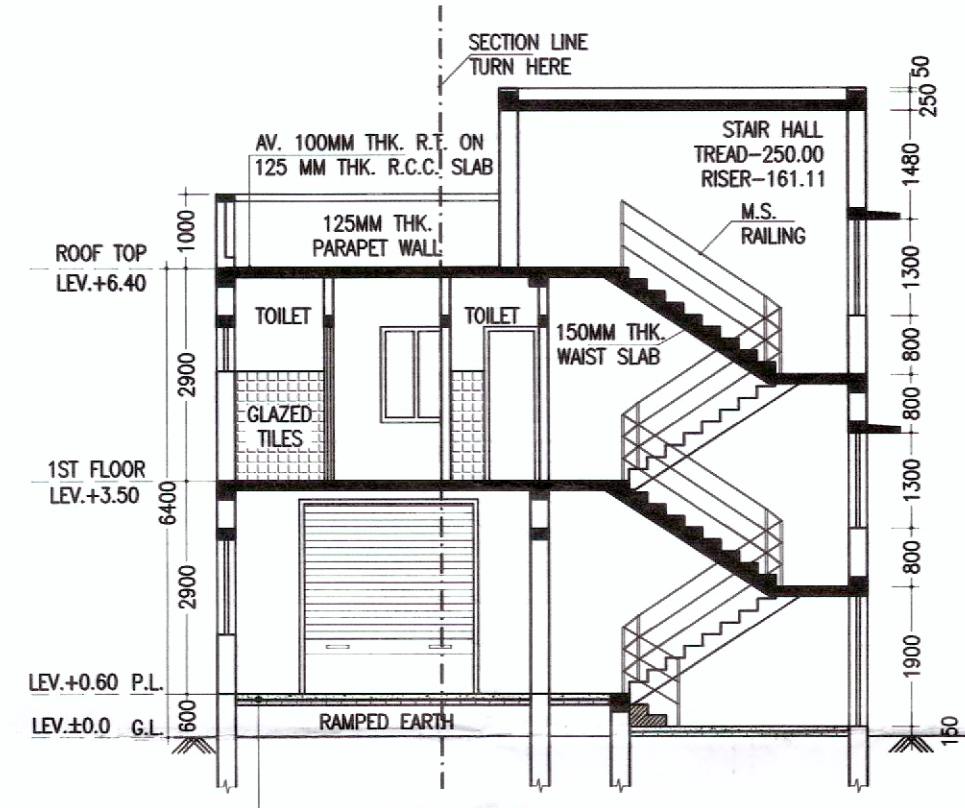 SECTION LINE
TURN HERE
50
250
STAIR HALL
TREAD-250.00
RISER-161.11
AV. 100MM THK. R.T. ON
125 MM THK. R.C.C. SLAB
1480
M.S.
RAILING
1000
125MM THK.
PARAPET WALL
ROOF TOP
LEV.+6.40
1300
TOILET
TOILET
150MM THK.
WAIST SLAB
800
2900
800
GLAZED
TILES
1ST FLOOR
LEV.+3.50
6400
1300
800
2900
1900
LEV.+0.60 P.L.
600
LEV.±0.0 G.L.
RAMPED EARTH
150